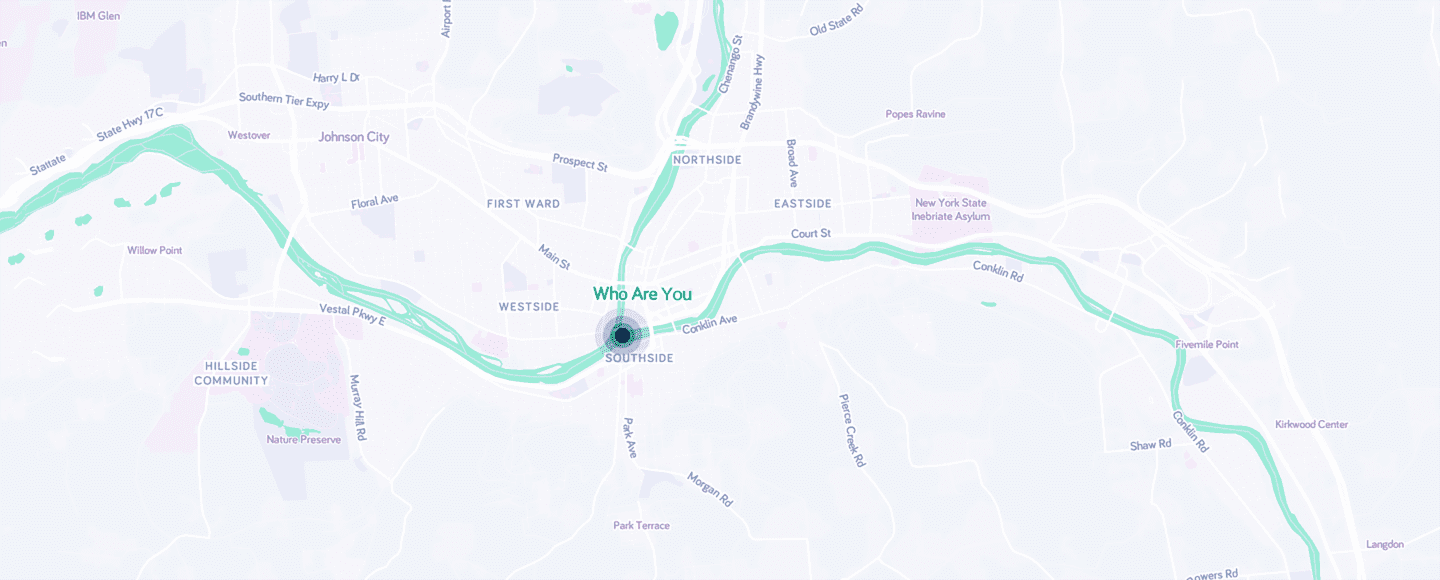 IBM Glen
Airport
Old State Rd
Chenango St
Brandywine Hwy
Harry L Dr
Southern Tier Expy
State Hwy 17C
Westover
Johnson City
Popes Ravine
Stattate
Prospect St
NORTHSIDE
Broad Ave
Floral Ave
FIRST WARD
EASTSIDE
New York State
Inebriate Asylum
Court St
Willow Point
Main St
Conklin Rd
Who Are You
WESTSIDE
Vestal Pkwy E
Conklin Ave
SOUTHSIDE
Fivemile Point
HILLSIDE
COMMUNITY
Murray Hill Rd
Pierce Creek Rd
Park Ave
Nature Preserve
Kirkwood Center
Conklin Rd
Shaw Rd
Morgan Rd
Park Terrace
Langdon
owers Rd